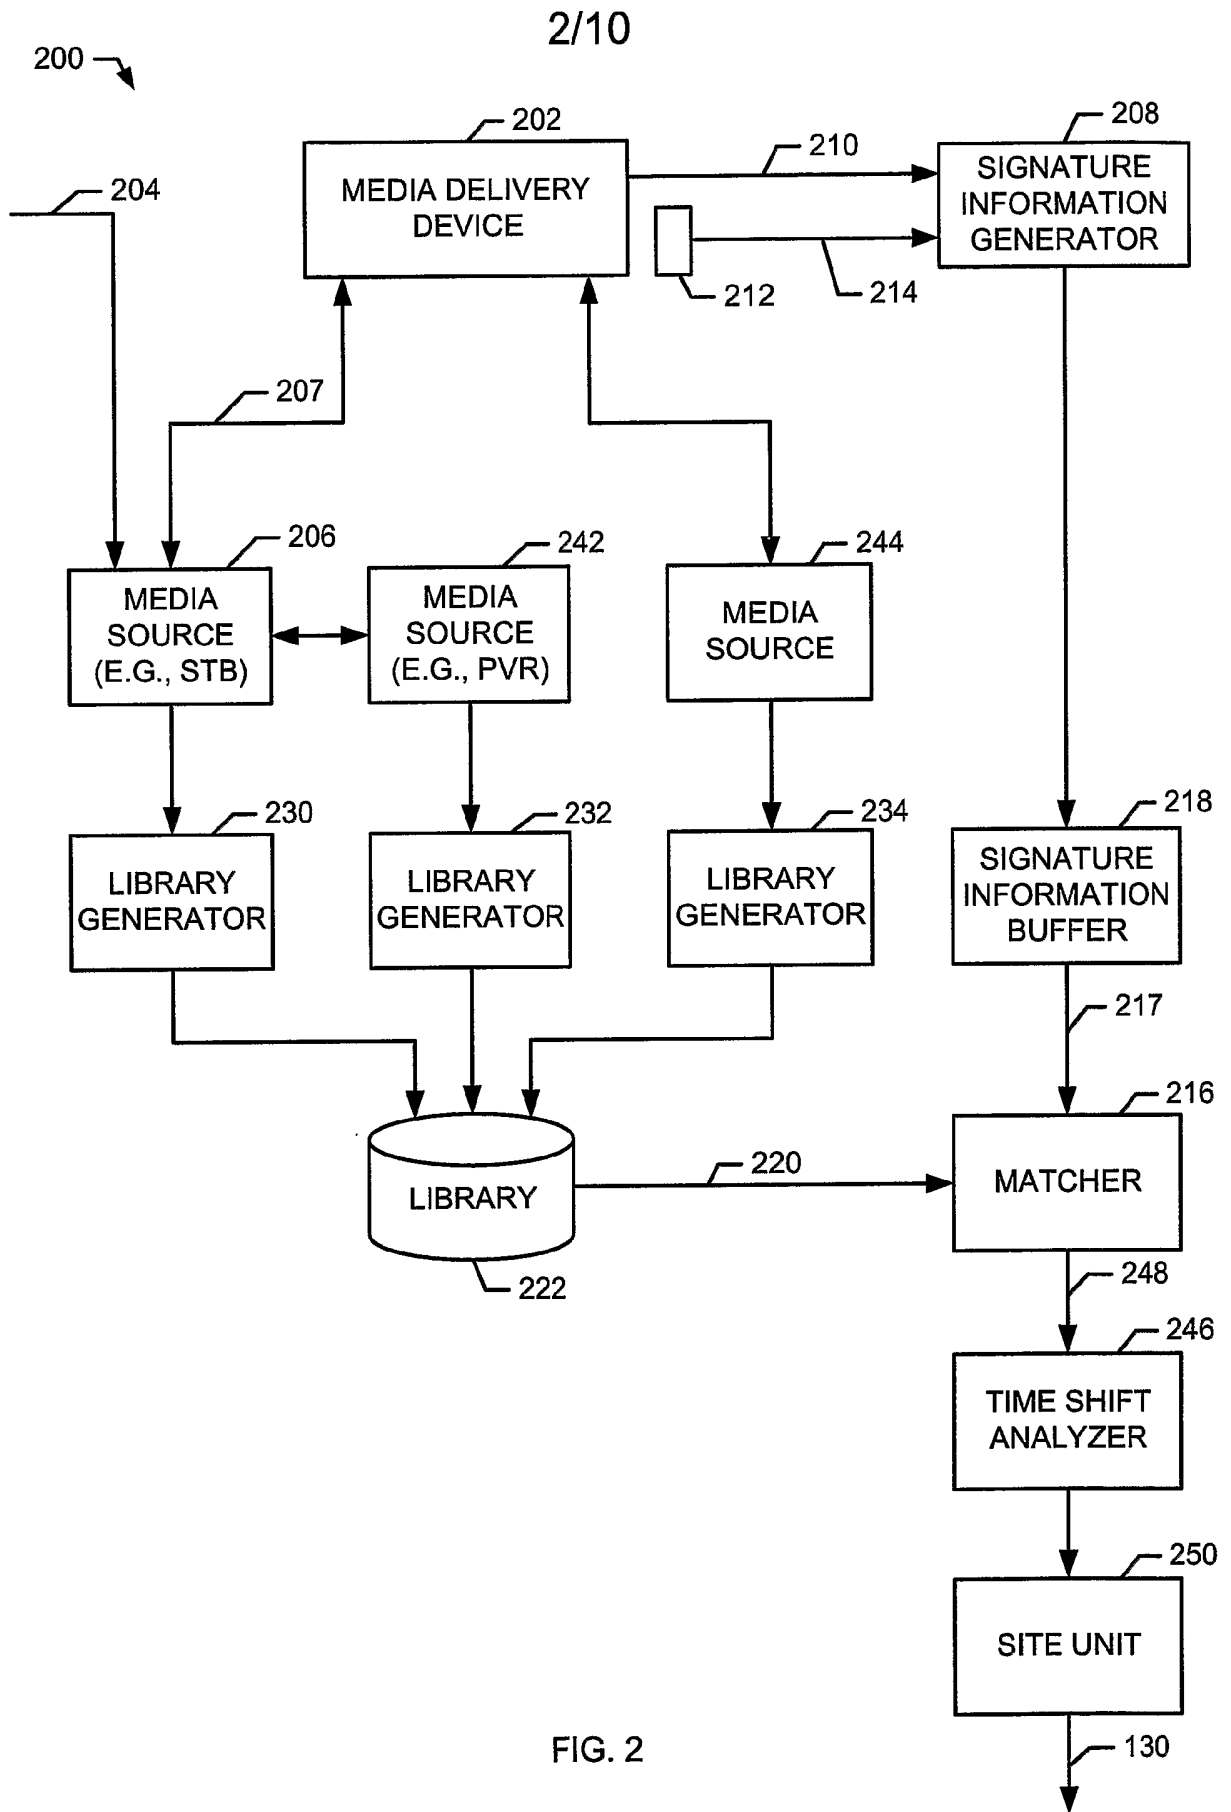 2/10
200
202
208
204
210
MEDIA DELIVERY
DEVICE
SIGNATURE
INFORMATION
GENERATOR
212
214
207
206
242
244
MEDIA
SOURCE
(E.G., STB)
MEDIA
SOURCE
(E.G., PVR)
MEDIA
SOURCE
230
232
234
218
LIBRARY
GENERATOR
LIBRARY
GENERATOR
LIBRARY
GENERATOR
SIGNATURE
INFORMATION
BUFFER
217
216
220
LIBRARY
MATCHER
222
248
246
TIME SHIFT
ANALYZER
250
SITE UNIT
FIG. 2
130